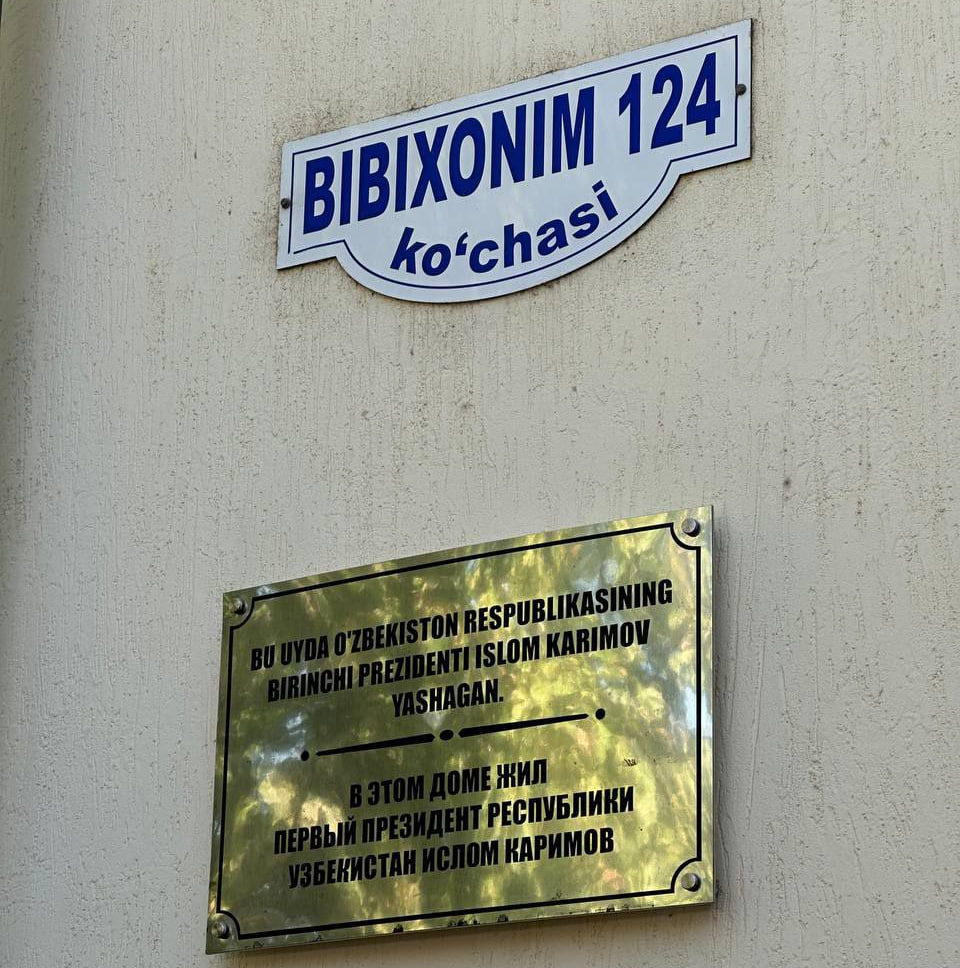 BIBIXONIM 124
ko‘chasi
BU UYDA O'ZBEKISTON RESPUBLIKASINING
BIRINCHI PREZIDENTI ISLOM KARIMOV
YASHAGAN.
В ЭТОМ ДОМЕ ЖИЛ
ПЕРВЫЙ ПРЕЗИДЕНТ РЕСПУБЛИКИ
УЗБЕКИСТАН ИСЛОМ КАРИМОВ